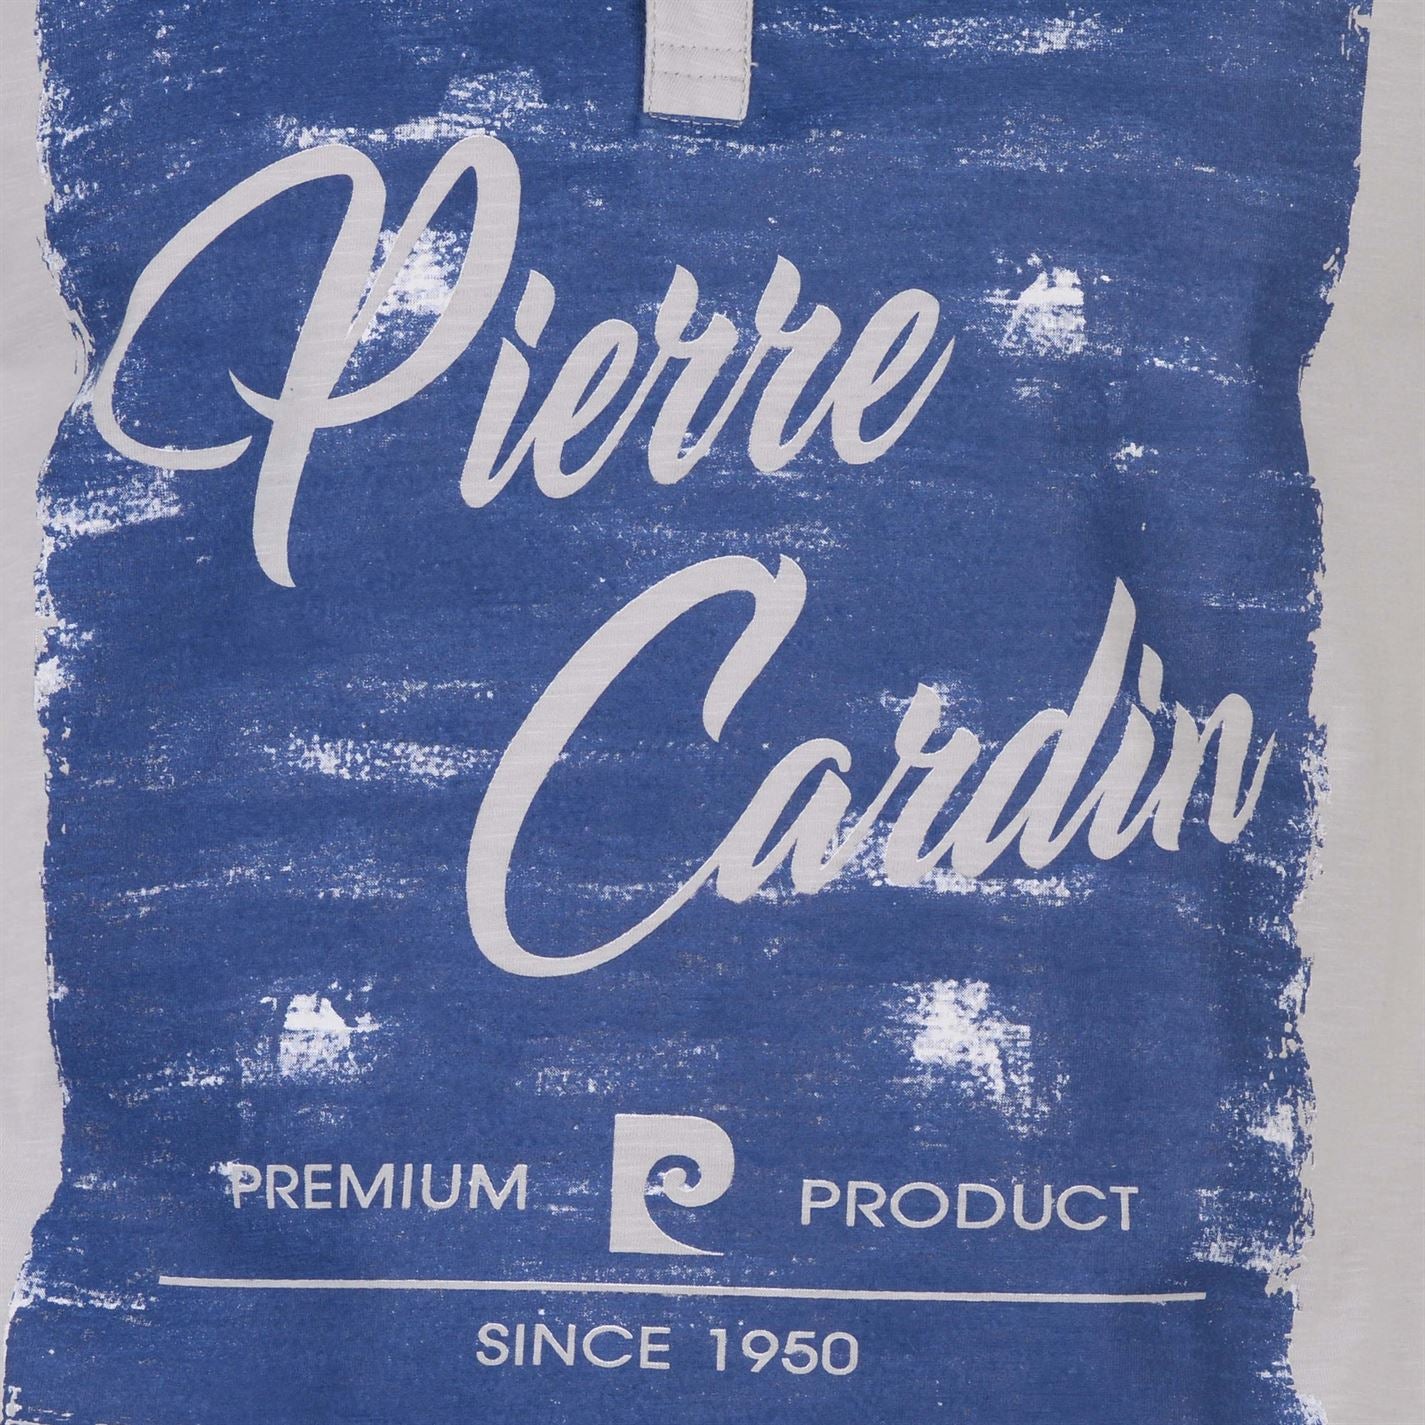 Pierre
Cardin
PREMIUM PRODUCT
SINCE 1950